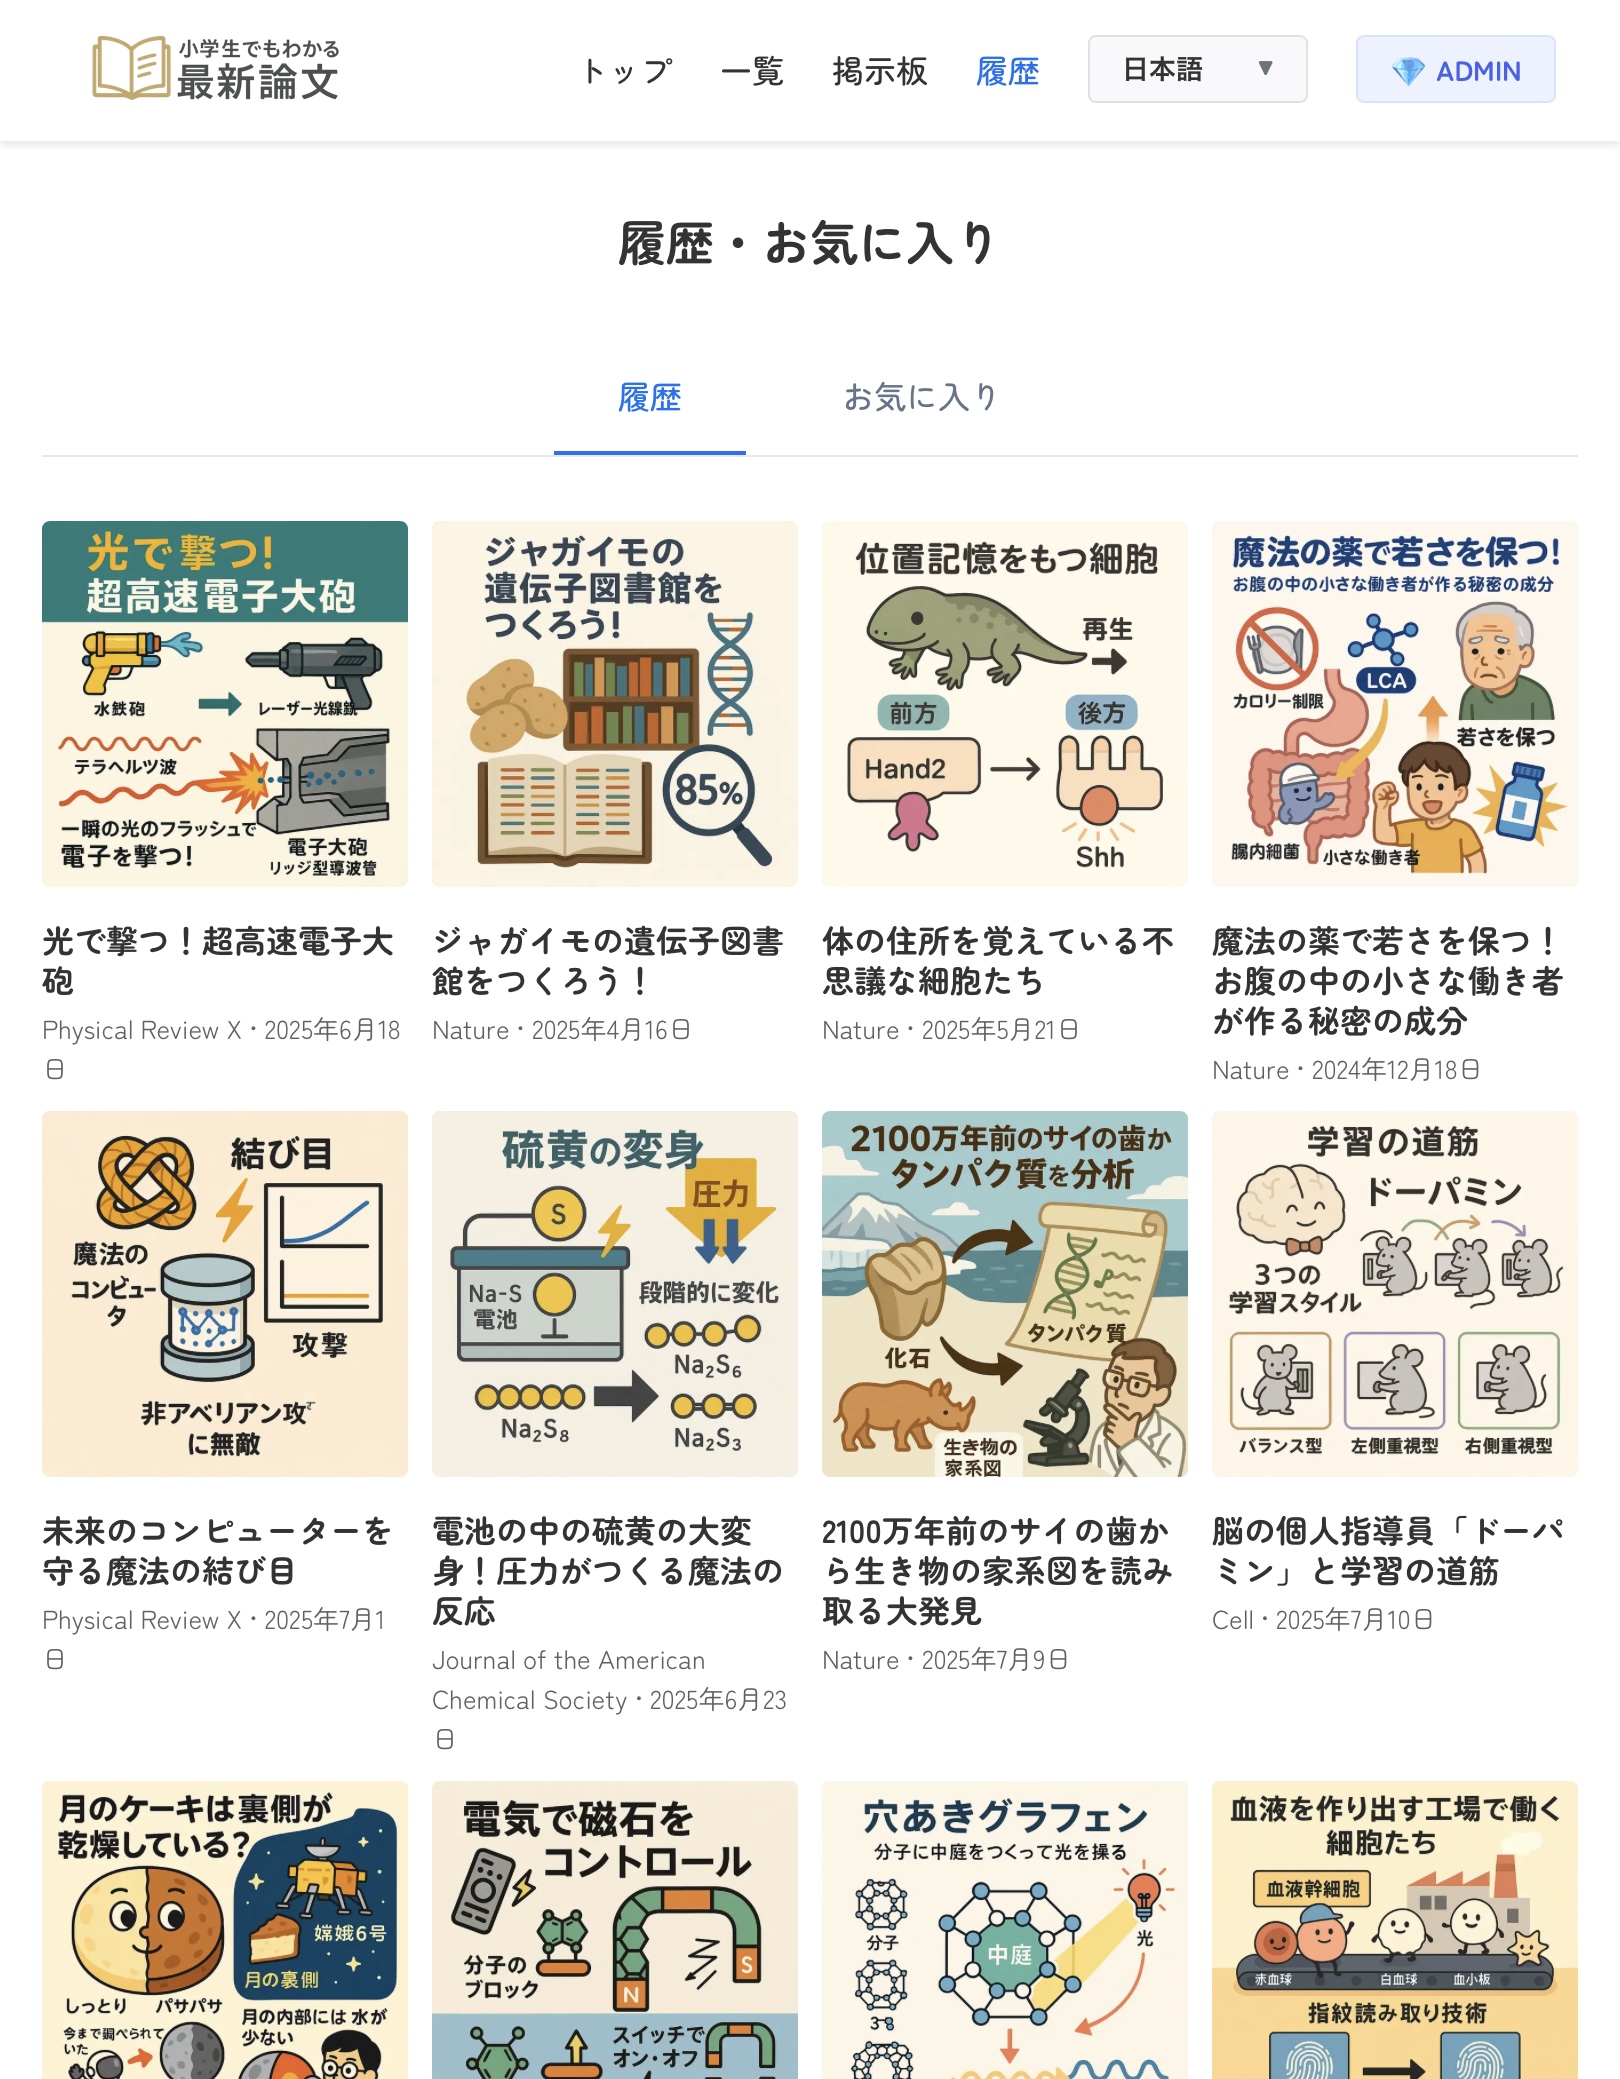 小学生でもわかる
最新論文
トップ
一覧
掲示板
履歴
日本語
ADMIN
履歴・お気に入り
履歴
お気に入り
光で撃つ!
超高速電子大砲
水鉄砲
レーザー光線銃
テラヘルツ波
一瞬の光のフラッシュで
電子を撃つ!
電子大砲
リッジ型導波管
ジャガイモの
遺伝子図書館を
つくろう!
85%
位置記憶をもつ細胞
再生
前方
後方
Hand2
Shh
魔法の薬で若さを保つ!
お腹の中の小さな働き者が作る秘密の成分
LCA
カロリー制限
若さを保つ
腸内細菌
小さな働き者
光で撃つ！超高速電子大
砲
Physical Review X・2025年6月18
日
ジャガイモの遺伝子図書
館をつくろう！
Nature・2025年4月16日
体の住所を覚えている不
思議な細胞たち
Nature・2025年5月21日
魔法の薬で若さを保つ！
お腹の中の小さな働き者
が作る秘密の成分
Nature・2024年12月18日
結び目
魔法の
コンピュー
タ
攻撃
非アベリアン攻
に無敵
硫黄の変身
圧力
S
Na-S
電池
段階的に変化
Na₂S₆
Na₂S₈
Na₂S₃
2100万年前のサイの歯か
タンパク質を分析
タンパク質
化石
生き物の
家系図
学習の道筋
ドーパミン
3つの
学習スタイル
バランス型
左側重視型
右側重視型
未来のコンピューターを
守る魔法の結び目
Physical Review X・2025年7月1
日
電池の中の硫黄の大変
身！圧力がつくる魔法の
反応
Journal of the American
Chemical Society・2025年6月23
日
2100万年前のサイの歯か
ら生き物の家系図を読み
取る大発見
Nature・2025年7月9日
脳の個人指導員「ドーパ
ミン」と学習の道筋
Cell・2025年7月10日
月のケーキは裏側が
乾燥している?
嫦娥6号
月の裏側
しっとり
パサパサ
今まで調べられて
いた
月の内部には 水が
少ない
電気で磁石を
コントロール
分子の
ブロック
N
S
スイッチで
オン・オフ
穴あきグラフェン
分子に中庭をつくって光を操る
分子
中庭
光
血液を作り出す工場で働く
細胞たち
血液幹細胞
赤血球
白血球
血小板
指紋読み取り技術